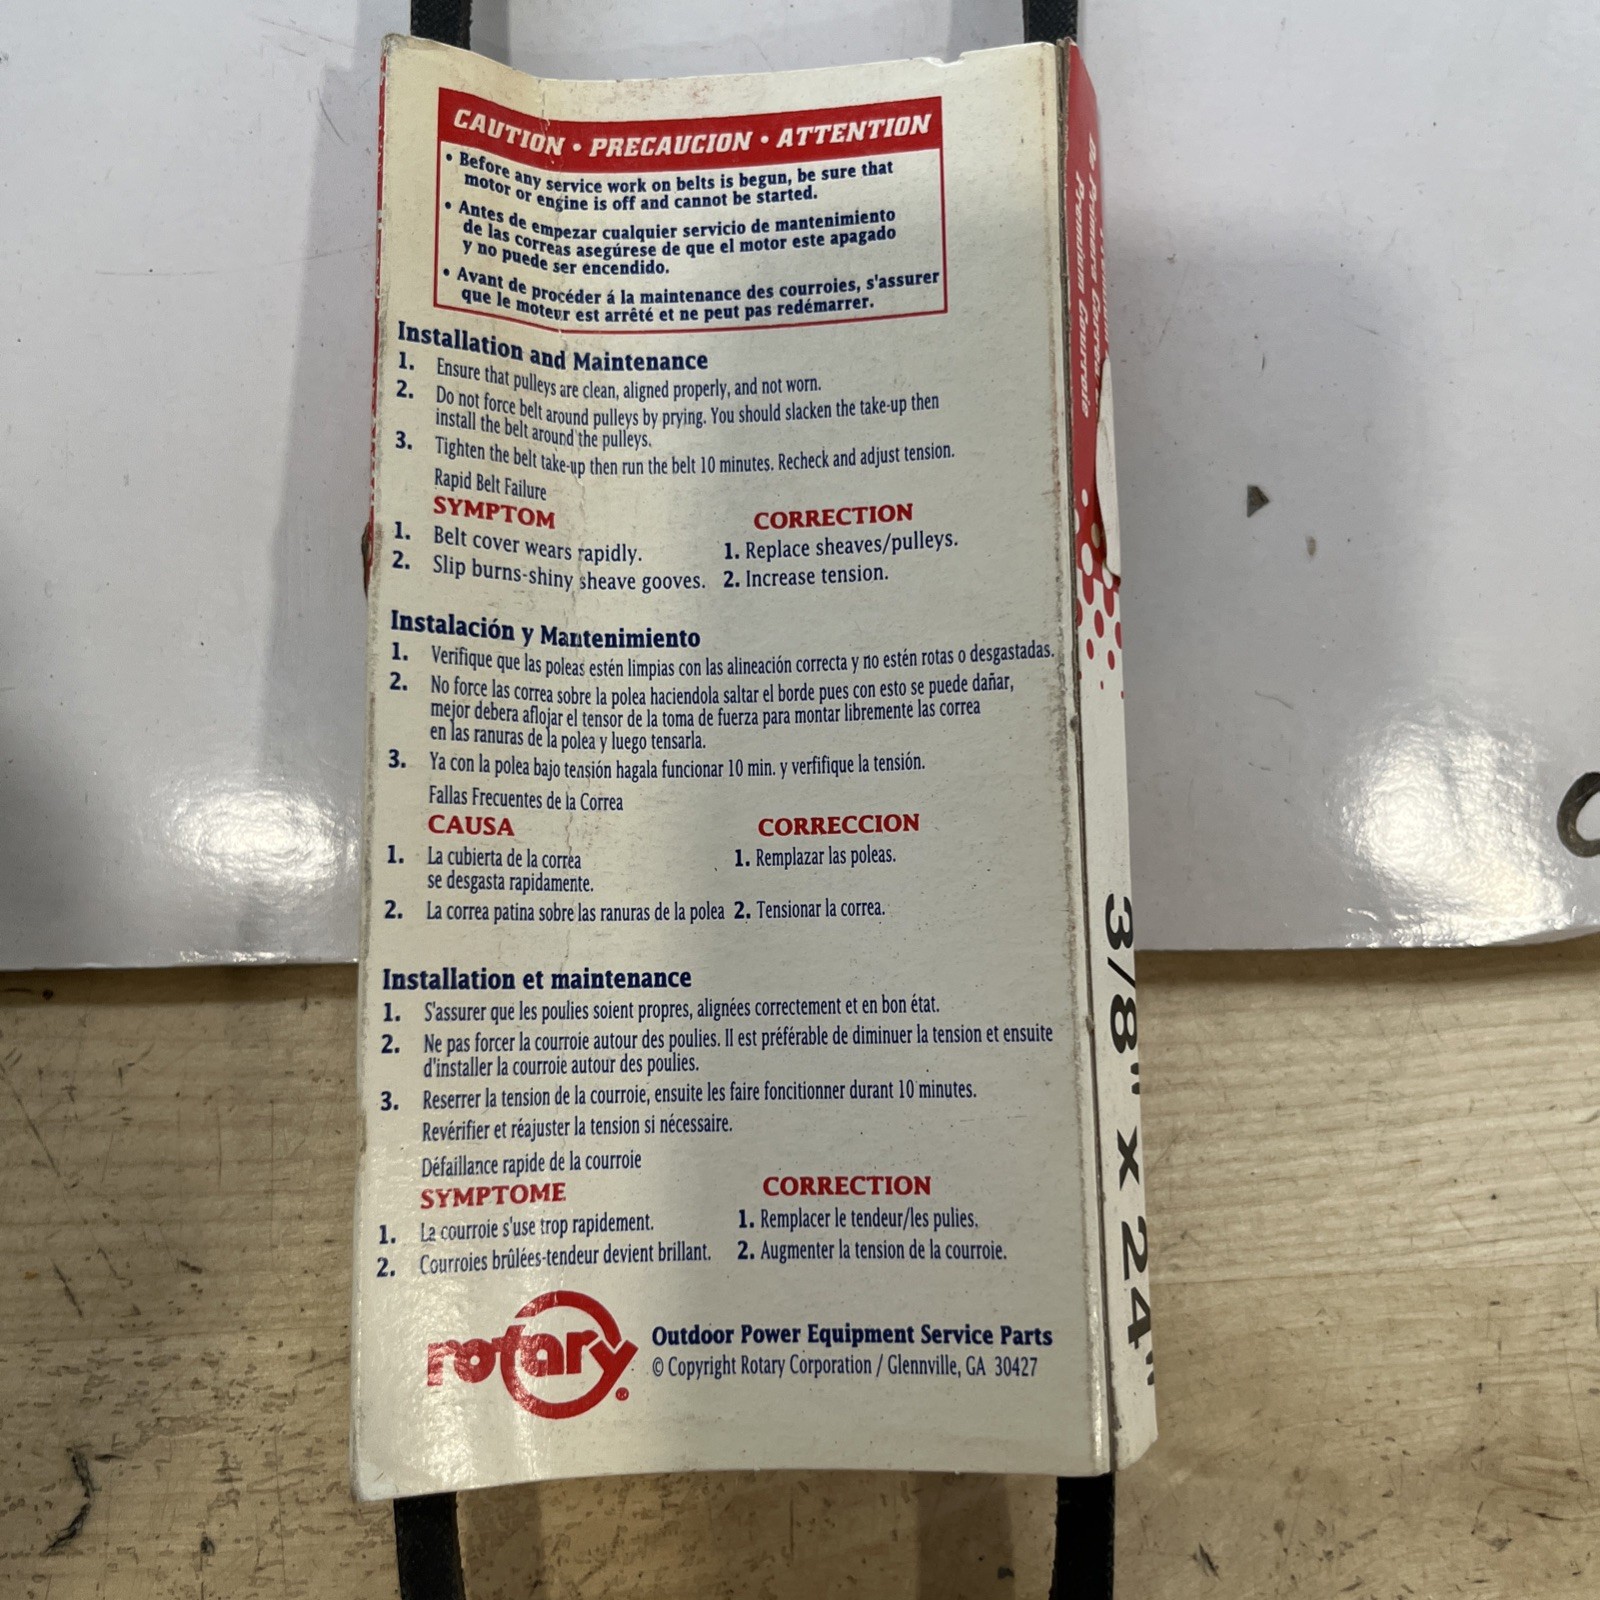 CAUTION • PRECAUCION • ATTENTION
• Before any service work on belts is begun, be sure that
motor or engine is off and cannot be started.
• Antes de empezar cualquier servicio de mantenimiento
de las correas asegúrese de que el motor este apagado
y no puede ser encendido.
• Avant de procéder á la maintenance des courroies, s'assurer
que le moteur est arrêté et ne peut pas redémarrer.
Installation and Maintenance
1. Ensure that pulleys are clean, aligned properly, and not worn.
2. Do not force belt around pulleys by prying. You should slacken the take-up then
install the belt around the pulleys.
3. Tighten the belt take-up then run the belt 10 minutes. Recheck and adjust tension.
Rapid Belt Failure
SYMPTOM CORRECTION
1. Belt cover wears rapidly. 1. Replace sheaves/pulleys.
2. Slip burns-shiny sheave gooves. 2. Increase tension.
Instalación y Mantenimiento
1. Verifique que las poleas estén limpias con las alineación correcta y no estén rotas o desgastadas.
2. No force las correa sobre la polea haciendola saltar el borde pues con esto se puede dañar,
mejor debera aflojar el tensor de la toma de fuerza para montar libremente las correa
en las ranuras de la polea y luego tensarla.
3. Ya con la polea bajo tensión hagala funcionar 10 min. y verfifique la tensión.
Fallas Frecuentes de la Correa
CAUSA CORRECCION
1. La cubierta de la correa 1. Remplazar las poleas.
se desgasta rapidamente.
2. La correa patina sobre las ranuras de la polea 2. Tensionar la correa.
Installation et maintenance
1. S'assurer que les poulies soient propres, alignées correctement et en bon état.
2. Ne pas forcer la courroie autour des poulies. Il est préférable de diminuer la tension et ensuite
d'installer la courroie autour des poulies.
3. Reserrer la tension de la courroie, ensuite les faire foncitionner durant 10 minutes.
Revérifier et réajuster la tension si nécessaire.
Défaillance rapide de la courroie
SYMPTOME CORRECTION
1. La courroie s'use trop rapidement. 1. Remplacer le tendeur/les pulies.
2. Courroies brûlées-tendeur devient brillant. 2. Augmenter la tension de la courroie.
rotary
Outdoor Power Equipment Service Parts
© Copyright Rotary Corporation / Glennville, GA 30427
De Primera Correa
Premium Courroie
3/8" x 24"